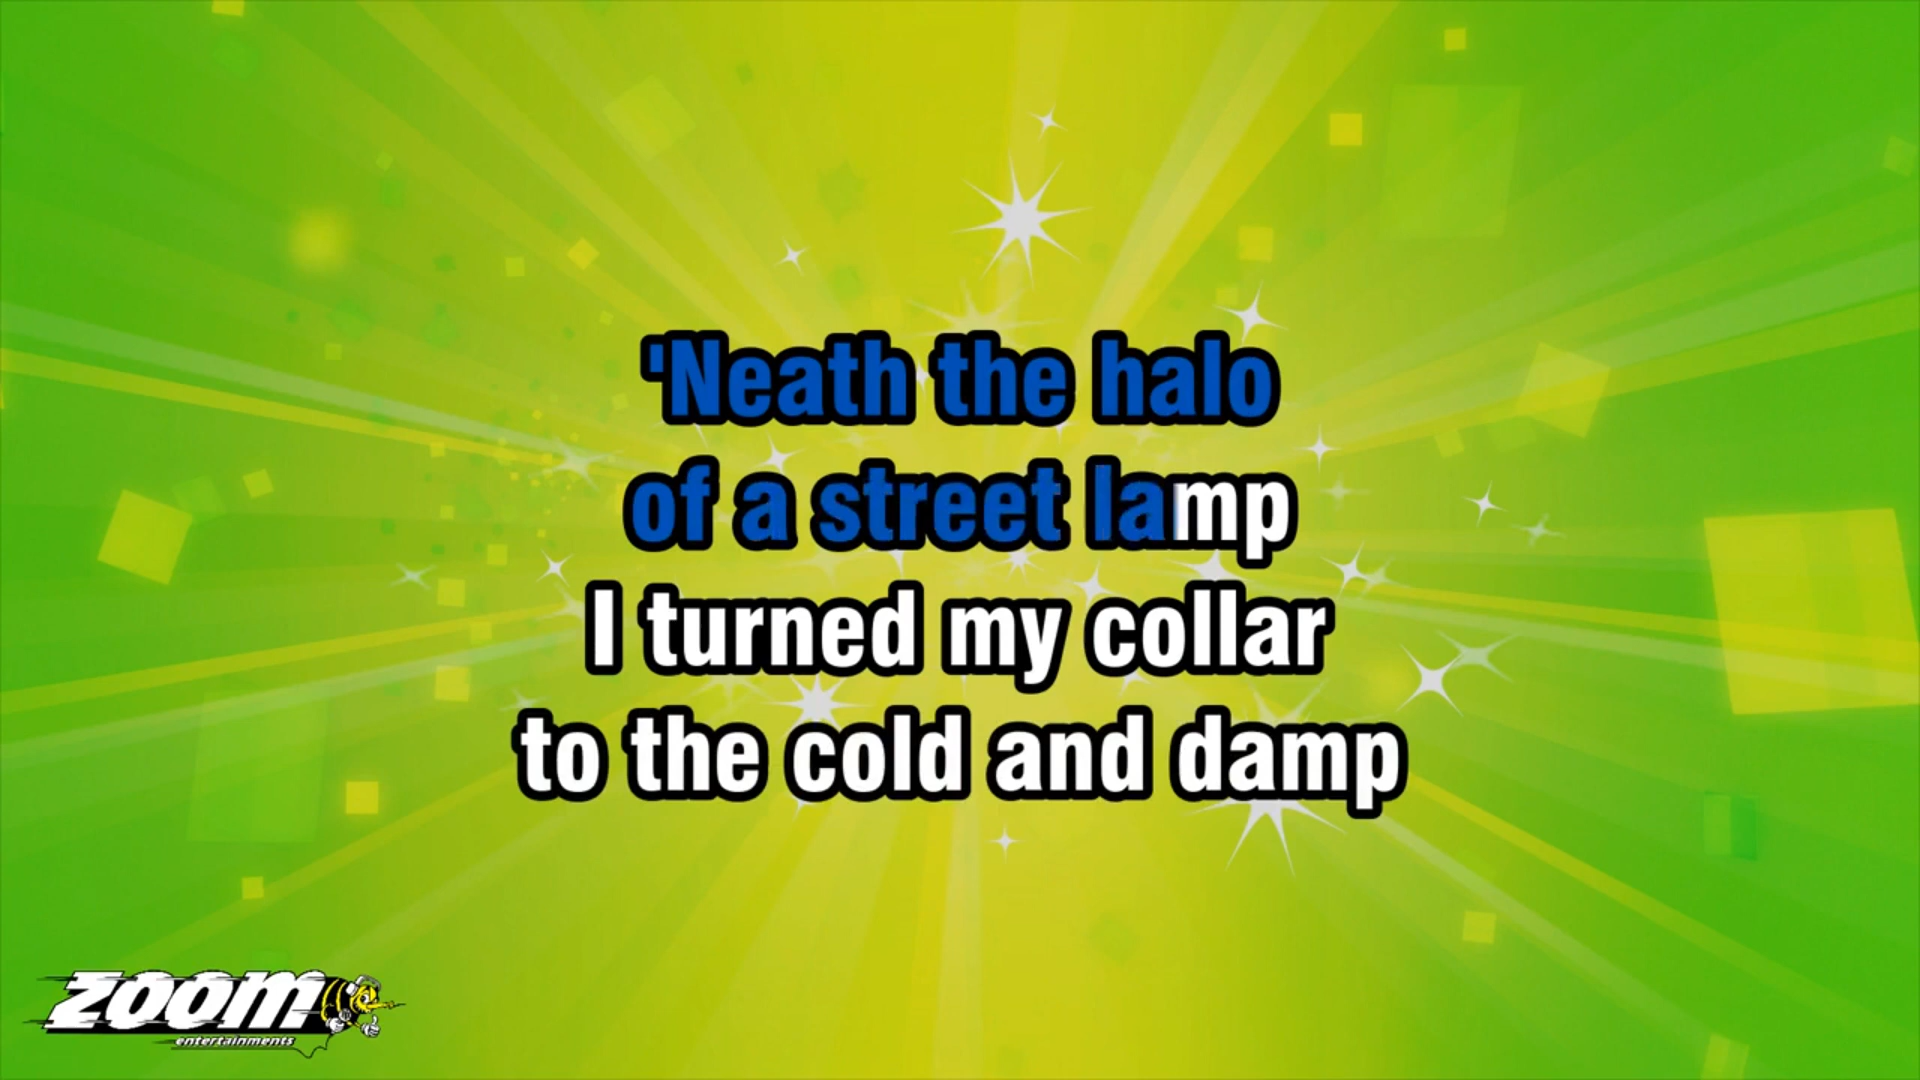 'Neath the halo
of a street lamp
I turned my collar
to the cold and damp
zoom
entertainments